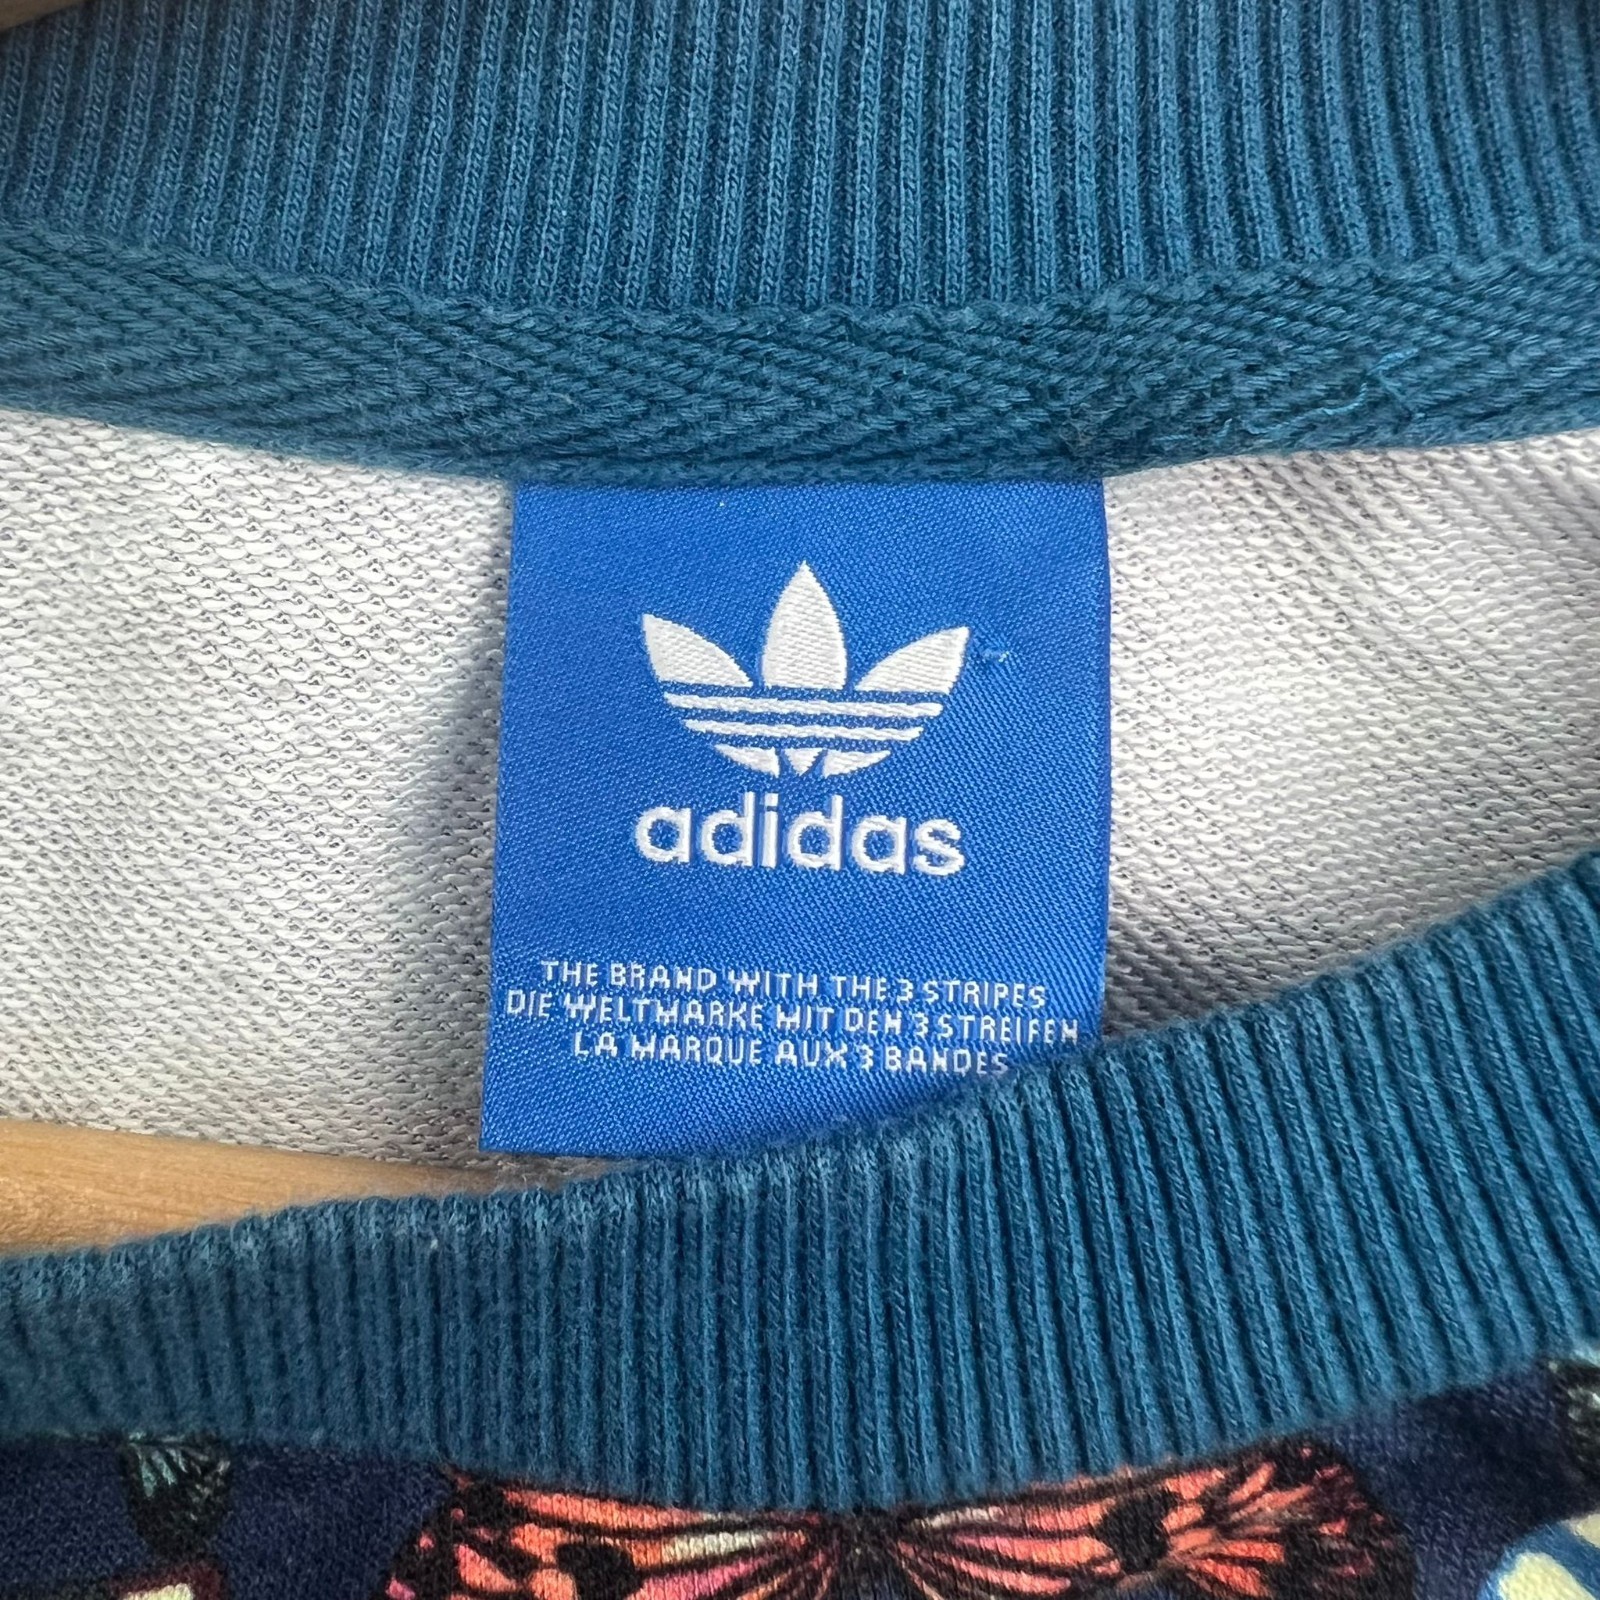 adidas
THE BRAND WITH THE 3 STRIPES
DIE WELTMARKE MIT DEN 3 STREIFEN
LA MARQUE AUX 3 BANDES